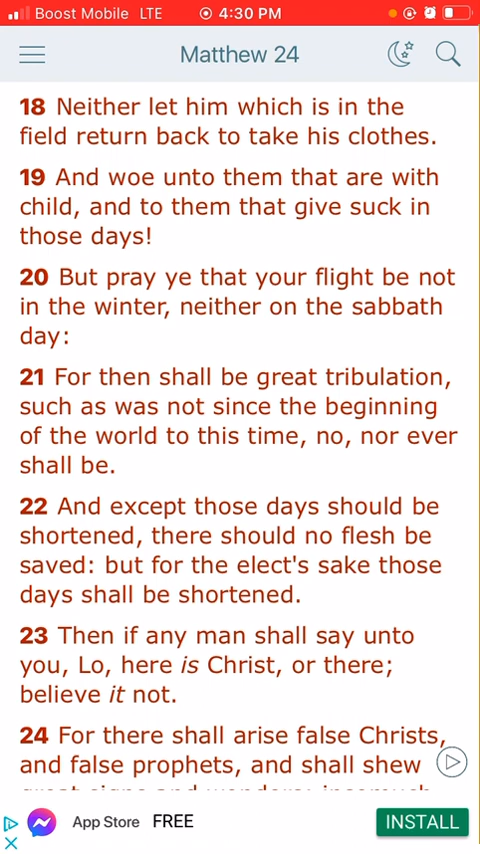 Boost Mobile LTE 4:30 PM
Matthew 24
18 Neither let him which is in the
field return back to take his clothes.
19 And woe unto them that are with
child, and to them that give suck in
those days!
20 But pray ye that your flight be not
in the winter, neither on the sabbath
day:
21 For then shall be great tribulation,
such as was not since the beginning
of the world to this time, no, nor ever
shall be.
22 And except those days should be
shortened, there should no flesh be
saved: but for the elect's sake those
days shall be shortened.
23 Then if any man shall say unto
you, Lo, here is Christ, or there;
believe it not.
24 For there shall arise false Christs,
and false prophets, and shall shew
great signs and wonders; insomuch
App Store FREE INSTALL